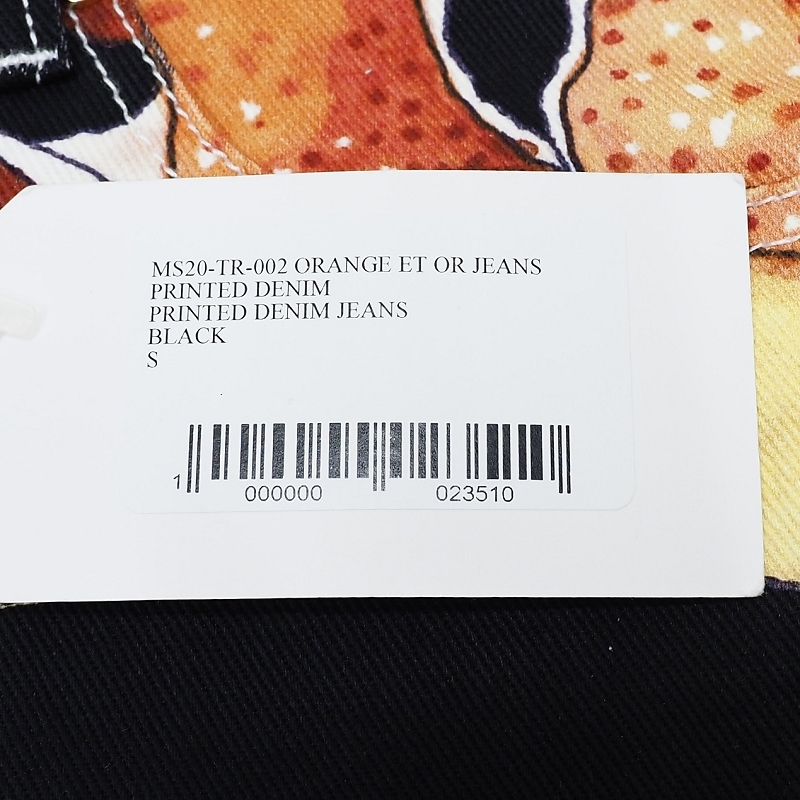 MS20-TR-002 ORANGE ET OR JEANS
PRINTED DENIM
PRINTED DENIM JEANS
BLACK
S
1 000000 023510